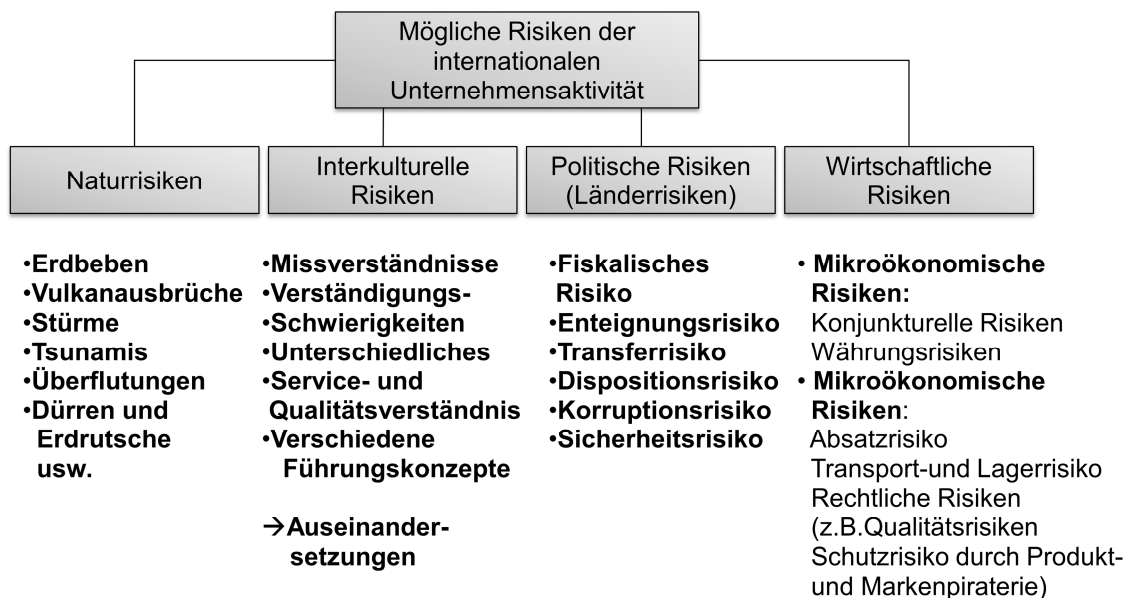 Mögliche Risiken der
internationalen
Unternehmensaktivität
Naturrisiken
Interkulturelle
Risiken
Politische Risiken
(Länderrisiken)
Wirtschaftliche
Risiken
•Erdbeben
•Vulkanausbrüche
•Stürme
•Tsunamis
•Überflutungen
•Dürren und
Erdrutsche
usw.
•Missverständnisse
•Verständigungs-
•Schwierigkeiten
•Unterschiedliches
•Service- und
Qualitätsverständnis
•Verschiedene
Führungskonzepte
→Auseinander-
setzungen
•Fiskalisches
Risiko
•Enteignungsrisiko
•Transferrisiko
•Dispositionsrisiko
•Korruptionsrisiko
•Sicherheitsrisiko
• Mikroökonomische
Risiken:
Konjunkturelle Risiken
Währungsrisiken
• Mikroökonomische
Risiken:
Absatzrisiko
Transport-und Lagerrisiko
Rechtliche Risiken
(z.B.Qualitätsrisiken
Schutzrisiko durch Produkt-
und Markenpiraterie)